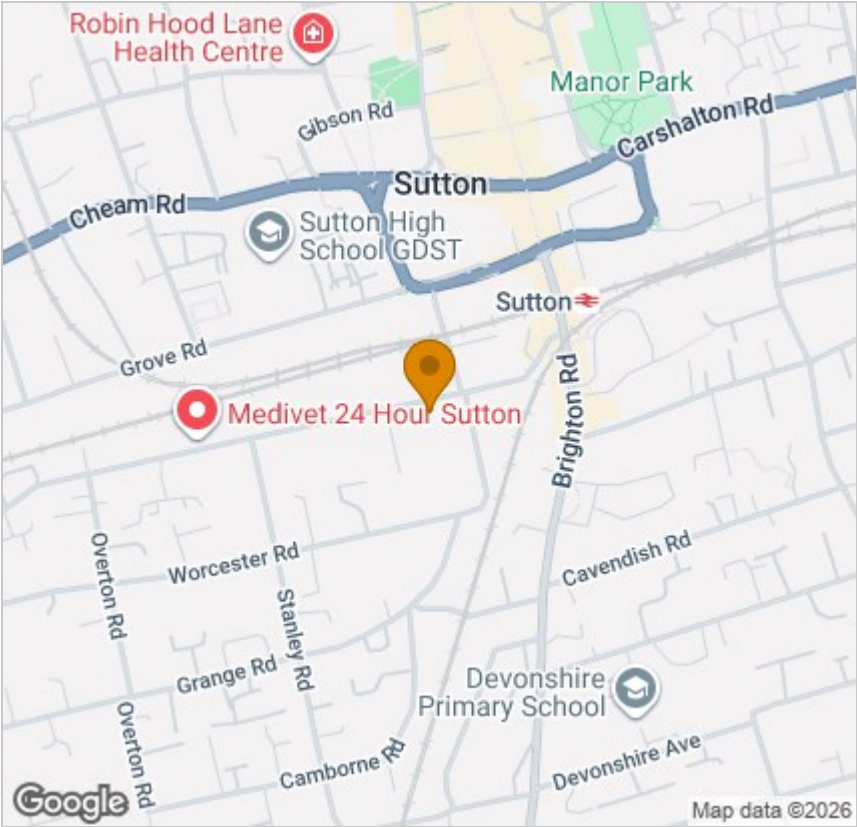 Robin Hood Lane
Health Centre
Manor Park
Gibson Rd
Carshalton Rd
Sutton
Cheam Rd
Sutton High
School GDST
Sutton
Grove Rd
Medivet 24 Hour Sutton
Brighton Rd
Overton Rd
Worcester Rd
Cavendish Rd
Stanley Rd
Grange Rd
Devonshire
Primary School
Overton Rd
Camborne Rd
Devonshire Ave
Google
Map data ©2026